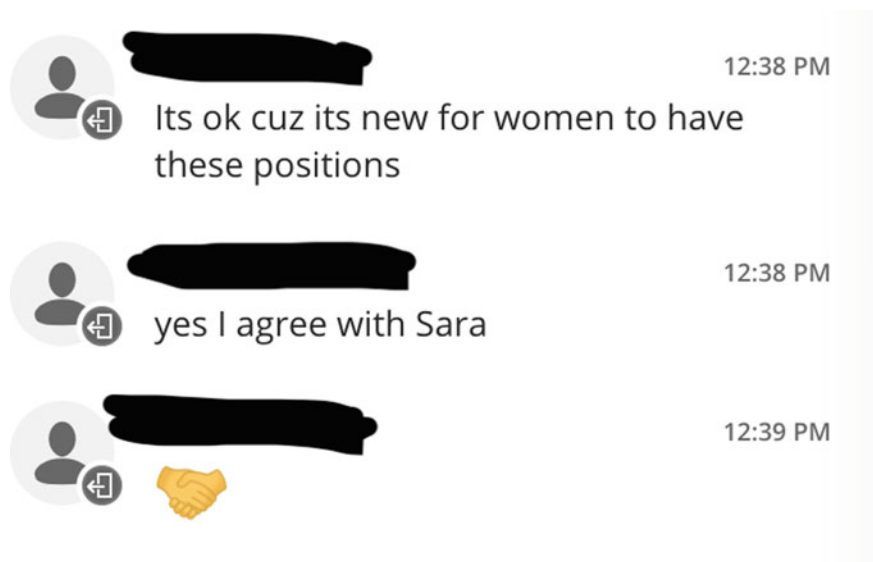 12:38 PM
Its ok cuz its new for women to have
these positions
12:38 PM
yes I agree with Sara
12:39 PM
🤝